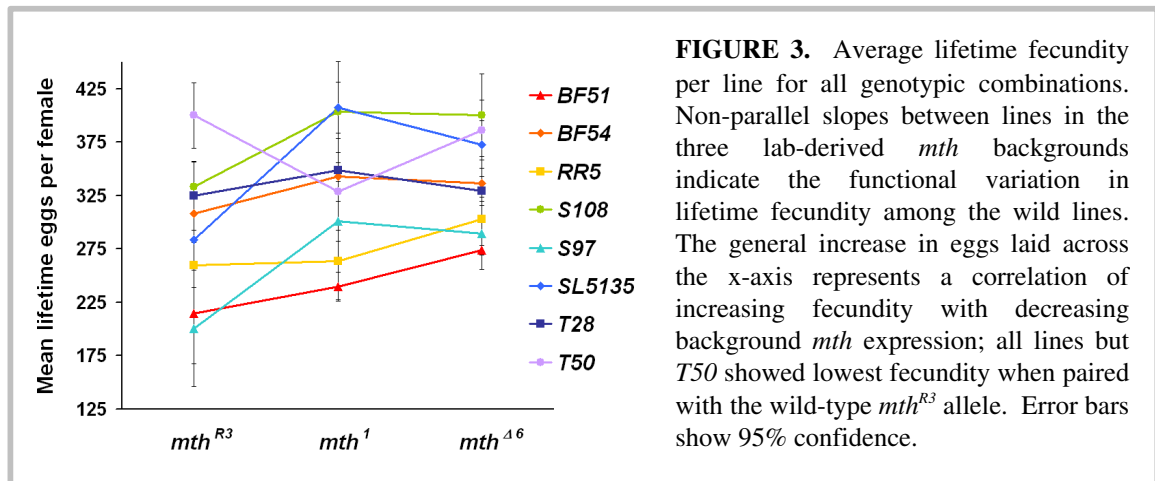 Mean lifetime eggs per female
425
375
325
275
225
175
125
mth R3 mth 1 mth Δ6
BF51
BF54
RR5
S108
S97
SL5135
T28
T50
FIGURE 3. Average lifetime fecundity
per line for all genotypic combinations.
Non-parallel slopes between lines in the
three lab-derived mth backgrounds
indicate the functional variation in
lifetime fecundity among the wild lines.
The general increase in eggs laid across
the x-axis represents a correlation of
increasing fecundity with decreasing
background mth expression; all lines but
T50 showed lowest fecundity when paired
with the wild-type mthR3 allele. Error bars
show 95% confidence.